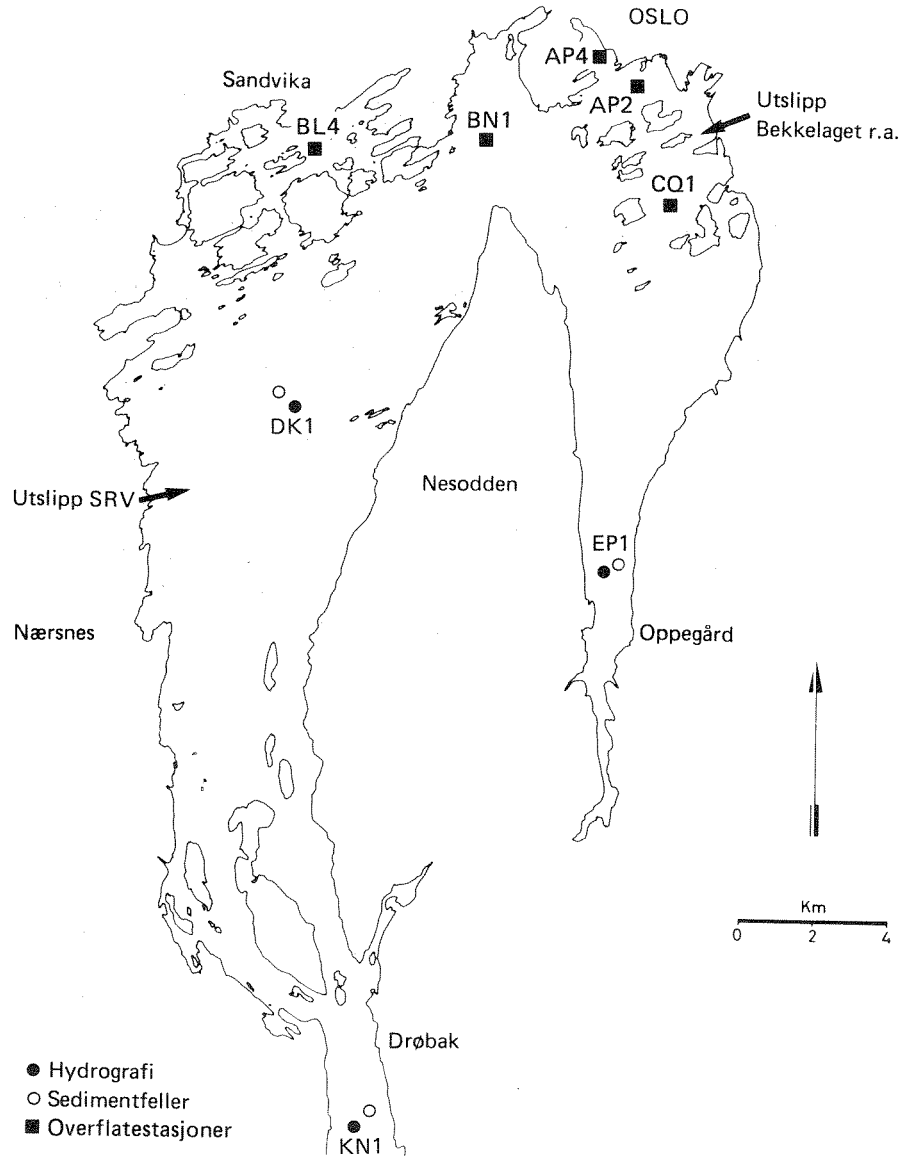 OSLO
AP4
Sandvika
AP2
Utslipp
Bekkelaget r.a.
BL4
BN1
CQ1
DK1
Nesodden
Utslipp SRV
EP1
Nærsnes
Oppegård
Km
0 2 4
Drøbak
● Hydrografi
○ Sedimentfeller
■ Overflatestasjoner
KN1